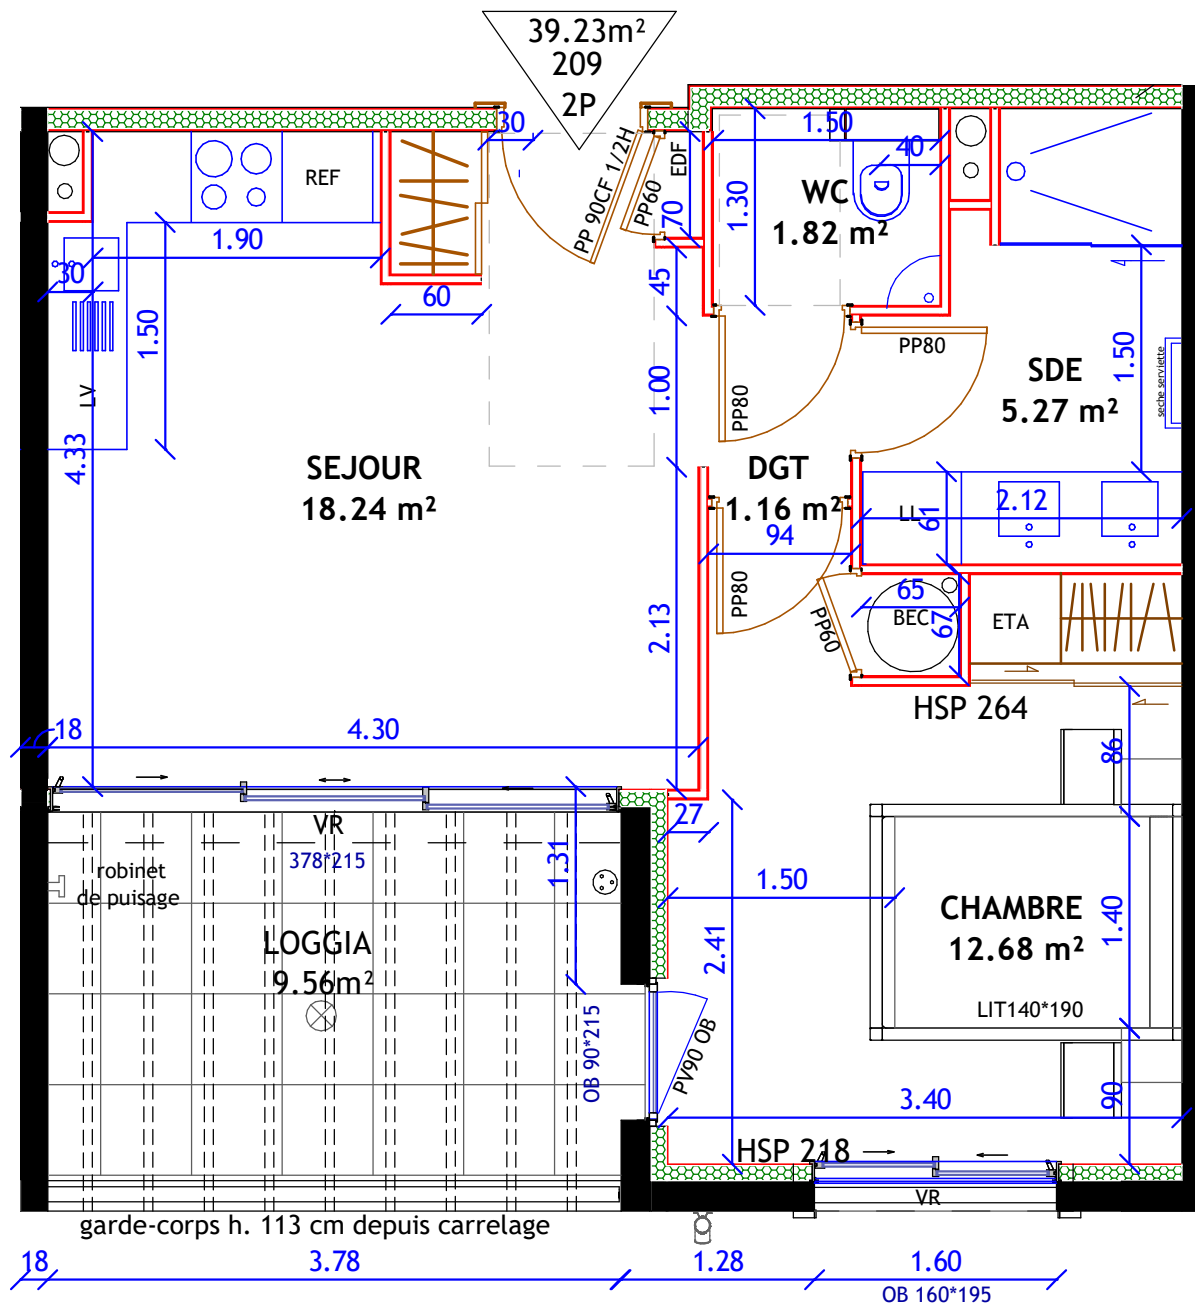 39.23m²
209
2P
30
1.50
40
REF
EDF
PP 90CF 1/2H
PP60
70
1.30
WC
1.82 m²
1.90
30
60
45
1.50
LV
4.33
1.00
PP80
PP80
SDE
5.27 m²
1.50
seche serviette
SEJOUR
18.24 m²
DGT
1.16 m²
94
LL
61
2.12
PP80
PP60
65
BEC
67
ETA
2.13
HSP 264
18
4.30
86
VR
378*215
27
1.31
robinet
de puisage
1.50
LOGGIA
9.56m²
2.41
CHAMBRE
12.68 m²
1.40
LIT140*190
OB 90*215
PV90 OB
3.40
90
HSP 218
VR
garde-corps h. 113 cm depuis carrelage
18
3.78
1.28
1.60
OB 160*195